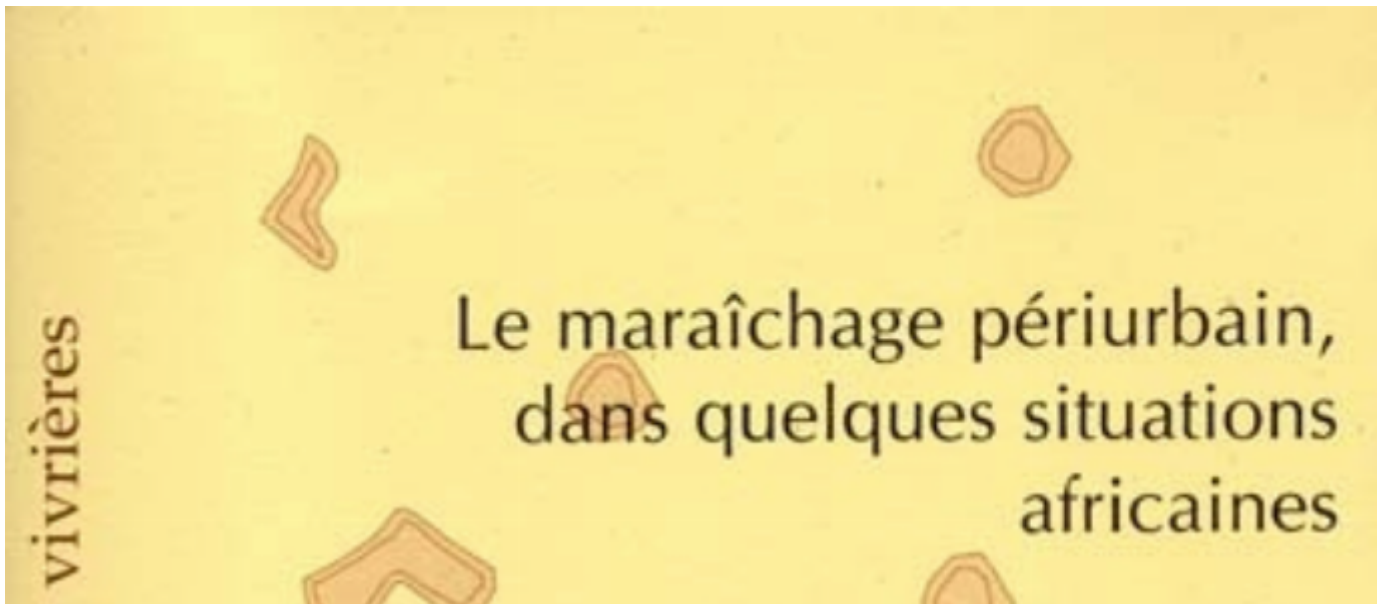 vivrières
Le maraîchage périurbain,
dans quelques situations
africaines